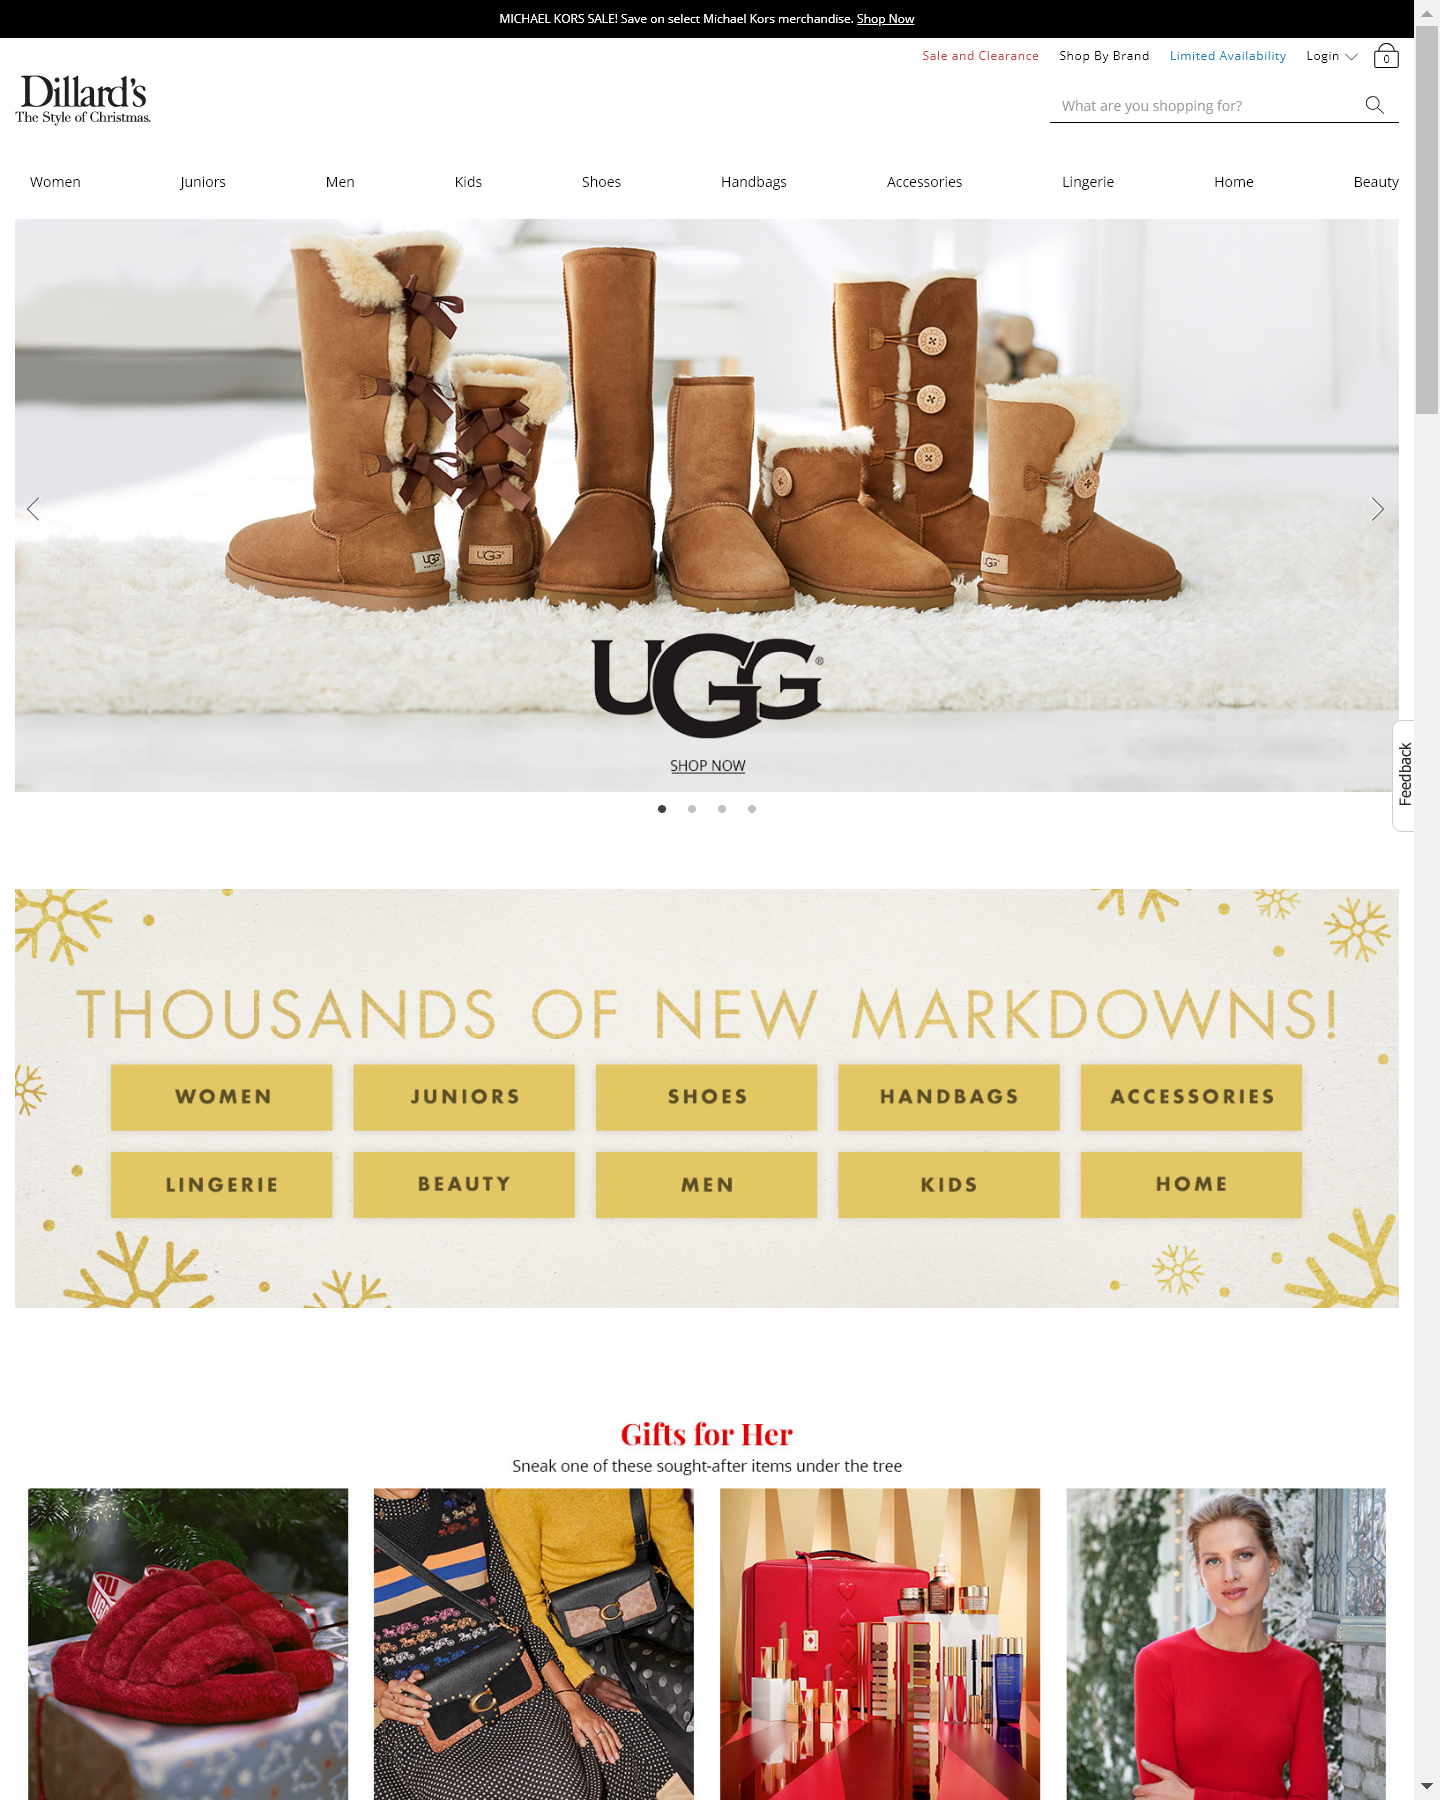 MICHAEL KORS SALE! Save on select Michael Kors merchandise. Shop Now
Sale and Clearance Shop By Brand Limited Availability Login 0
Dillard's
The Style of Christmas.
What are you shopping for?
Women Juniors Men Kids Shoes Handbags Accessories Lingerie Home Beauty
UGG
UGG
UGG
UGG®
SHOP NOW
Feedback
THOUSANDS OF NEW MARKDOWNS!
WOMEN JUNIORS SHOES HANDBAGS ACCESSORIES
LINGERIE BEAUTY MEN KIDS HOME
Gifts for Her
Sneak one of these sought-after items under the tree